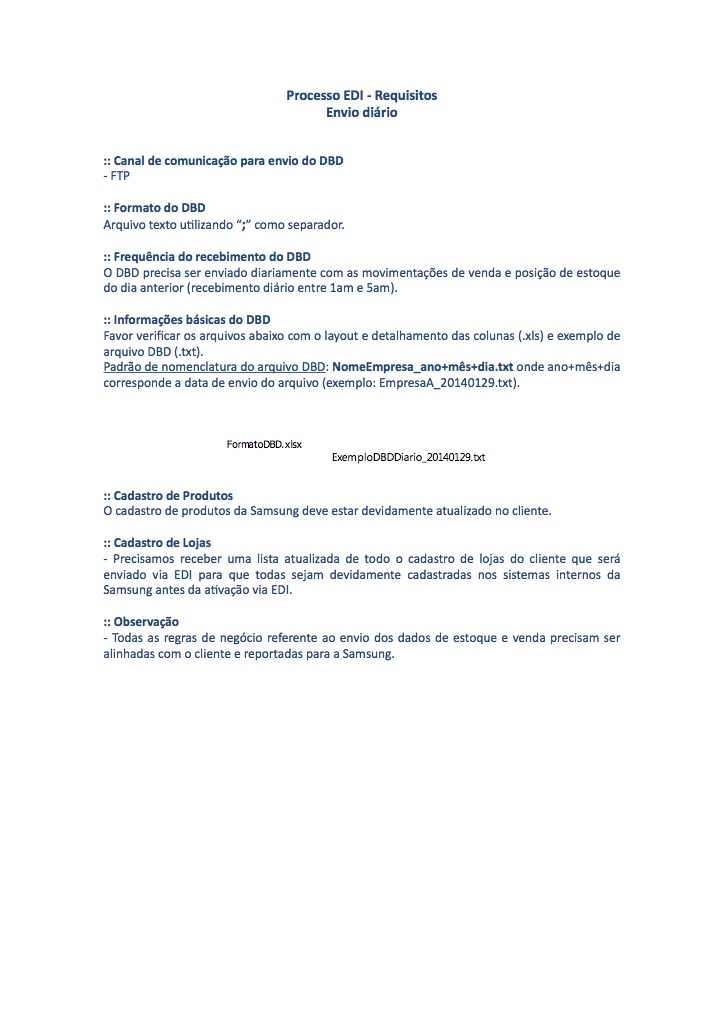 Processo EDI - Requisitos
Envio diário
:: Canal de comunicação para envio do DBD
- FTP
:: Formato do DBD
Arquivo texto utilizando “;” como separador.
:: Frequência do recebimento do DBD
O DBD precisa ser enviado diariamente com as movimentações de venda e posição de estoque
do dia anterior (recebimento diário entre 1am e 5am).
:: Informações básicas do DBD
Favor verificar os arquivos abaixo com o layout e detalhamento das colunas (.xls) e exemplo de
arquivo DBD (.txt).
Padrão de nomenclatura do arquivo DBD: NomeEmpresa_ano+mês+dia.txt onde ano+mês+dia
corresponde a data de envio do arquivo (exemplo: EmpresaA_20140129.txt).
FormatoDBD.xlsx
ExemploDBDDiario_20140129.txt
:: Cadastro de Produtos
O cadastro de produtos da Samsung deve estar devidamente atualizado no cliente.
:: Cadastro de Lojas
- Precisamos receber uma lista atualizada de todo o cadastro de lojas do cliente que será
enviado via EDI para que todas sejam devidamente cadastradas nos sistemas internos da
Samsung antes da ativação via EDI.
:: Observação
- Todas as regras de negócio referente ao envio dos dados de estoque e venda precisam ser
alinhadas com o cliente e reportadas para a Samsung.